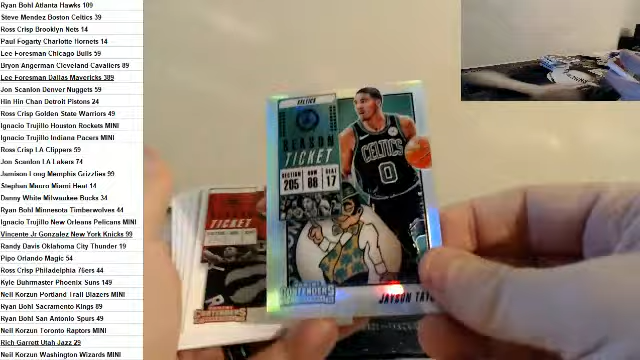 Ryan Bohl Atlanta Hawks 109
Steve Mendez Boston Celtics 39
Ross Crisp Brooklyn Nets 14
Paul Fogarty Charlotte Hornets 14
Lee Foresman Chicago Bulls 59
Bryon Angerman Cleveland Cavaliers 89
Lee Foresman Dallas Mavericks 389
Jon Scanlon Denver Nuggets 59
Hin Hin Chan Detroit Pistons 24
Ross Crisp Golden State Warriors 49
Ignacio Trujillo Houston Rockets MINI
Ignacio Trujillo Indiana Pacers MINI
Ross Crisp LA Clippers 59
Jon Scanlon LA Lakers 74
Jamison Long Memphis Grizzlies 99
Stephan Mauro Miami Heat 14
Danny White Milwaukee Bucks 34
Ryan Bohl Minnesota Timberwolves 44
Ignacio Trujillo New Orleans Pelicans MINI
Vincente Jr Gonzalez New York Knicks 99
Randy Davis Oklahoma City Thunder 19
Pipo Orlando Magic 54
Ross Crisp Philadelphia 76ers 44
Kyle Buhrmaster Phoenix Suns 149
Neil Korzun Portland Trail Blazers MINI
Ryan Bohl Sacramento Kings 89
Ryan Bohl San Antonio Spurs 49
Neil Korzun Toronto Raptors MINI
Rich Garrett Utah Jazz 29
Neil Korzun Washington Wizards MINI
CELTICS
SEASON
TICKET
SECTION ROW SEAT
205 88 17
CELTICS
0
CONTENDERS
JAYSON
TICKET
CONTENDERS